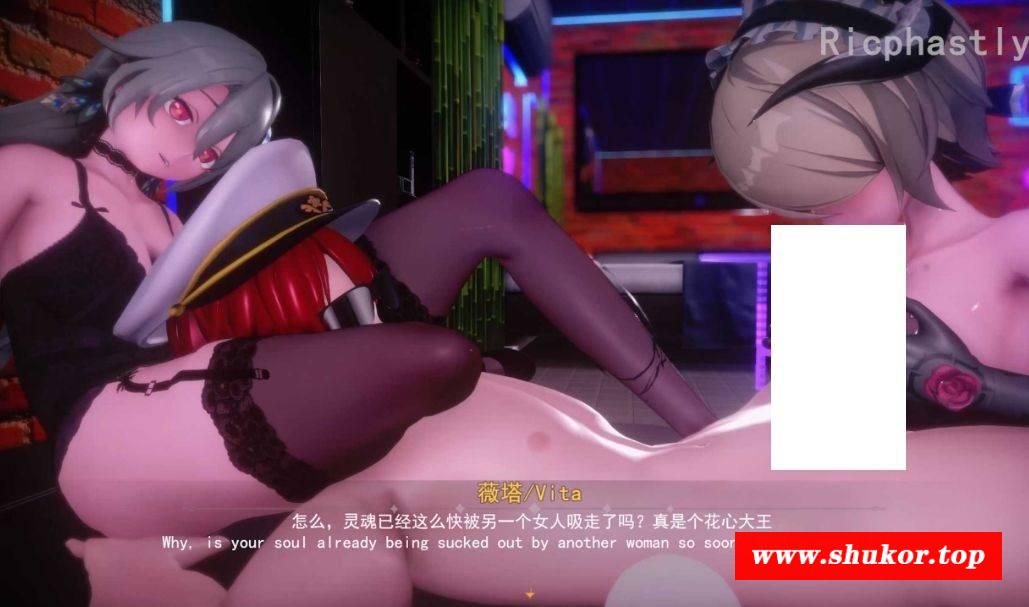 Ricphastly
薇塔/Vita
怎么，灵魂已经这么快被另一个女人吸走了吗？真是个花心大王
Why, is your soul already being sucked out by another woman so soon
www.shukor.top